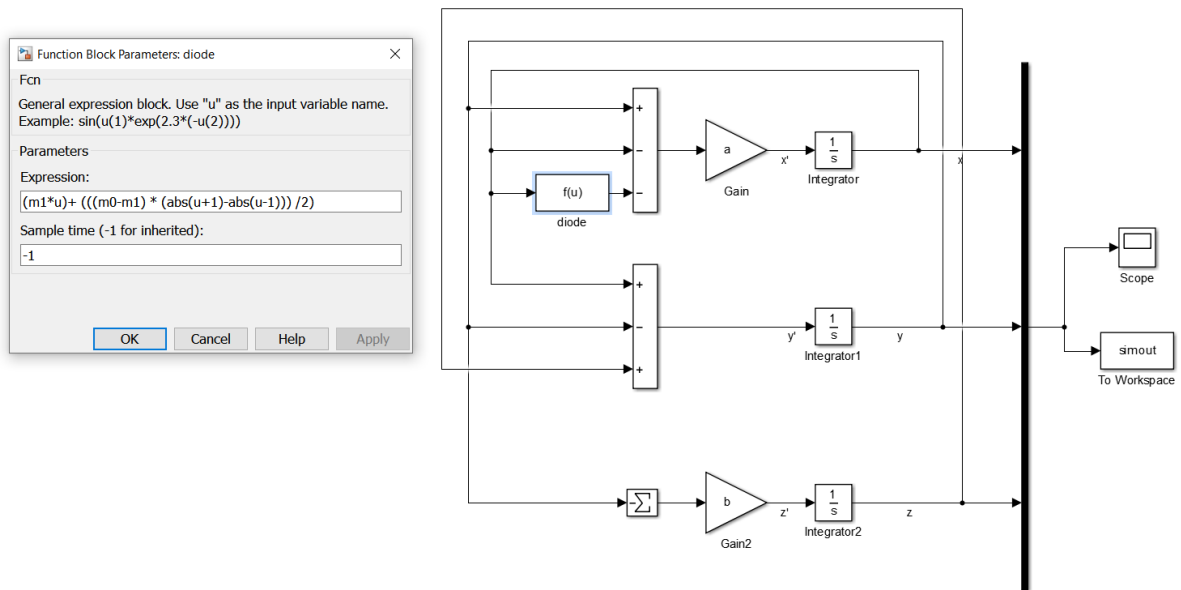 Function Block Parameters: diode
Fcn
General expression block. Use "u" as the input variable name.
Example: sin(u(1)*exp(2.3*(-u(2))))
Parameters
Expression:
(m1*u)+ (((m0-m1) * (abs(u+1)-abs(u-1))) /2)
Sample time (-1 for inherited):
-1
OK Cancel Help Apply
+
−
−
f(u)
diode
a
Gain
x'
1
s
Integrator
x
+
−
+
y'
1
s
Integrator1
y
−Σ
b
Gain2
z'
1
s
Integrator2
z
Scope
simout
To Workspace